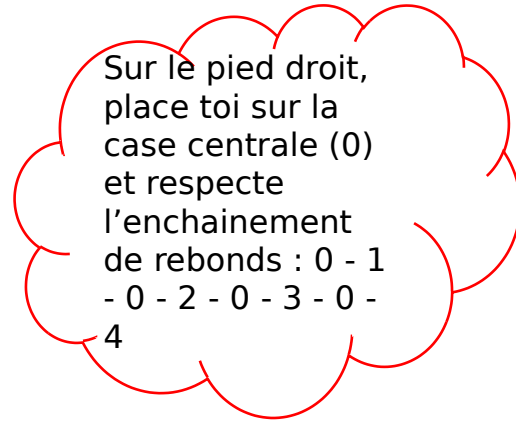 Sur le pied droit,
place toi sur la
case centrale (0)
et respecte
l’enchainement
de rebonds : 0 - 1
- 0 - 2 - 0 - 3 - 0 -
4